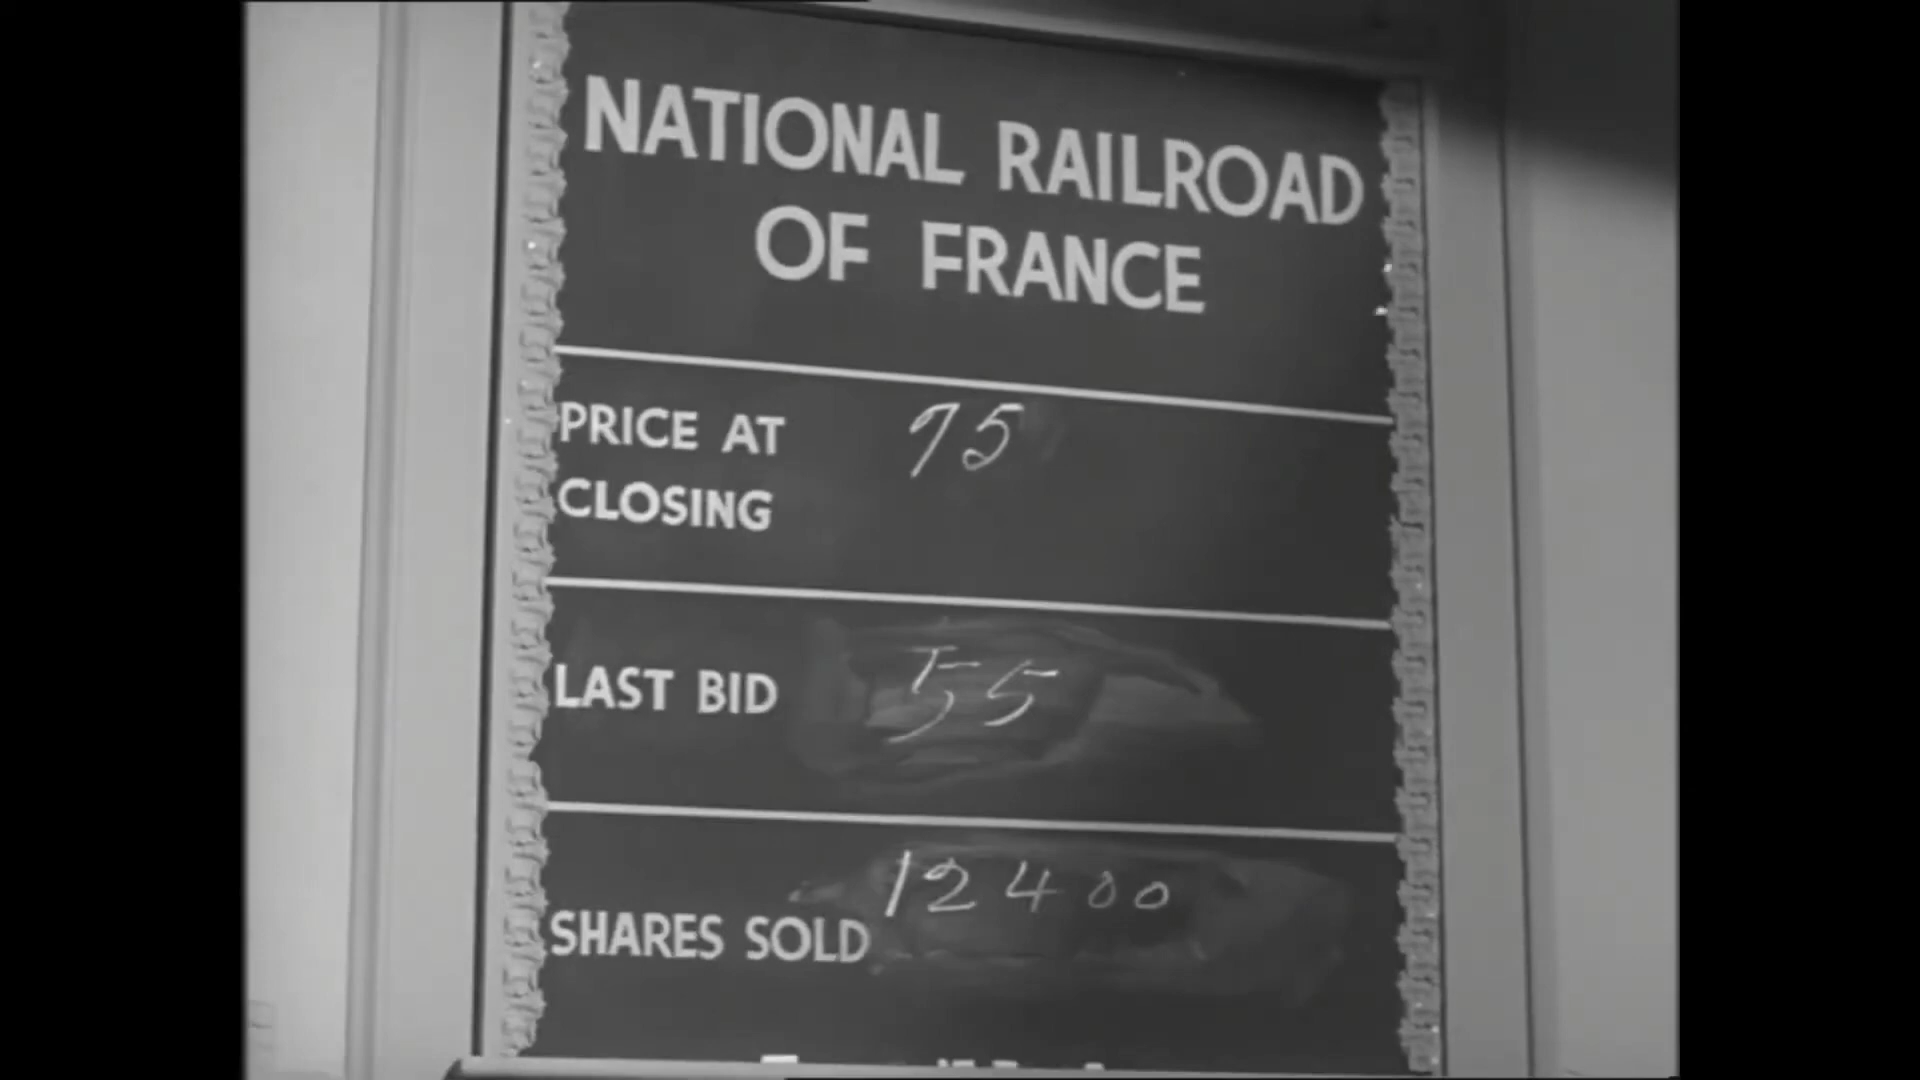 NATIONAL RAILROAD
OF FRANCE
PRICE AT 75
CLOSING
LAST BID 55
SHARES SOLD 12400